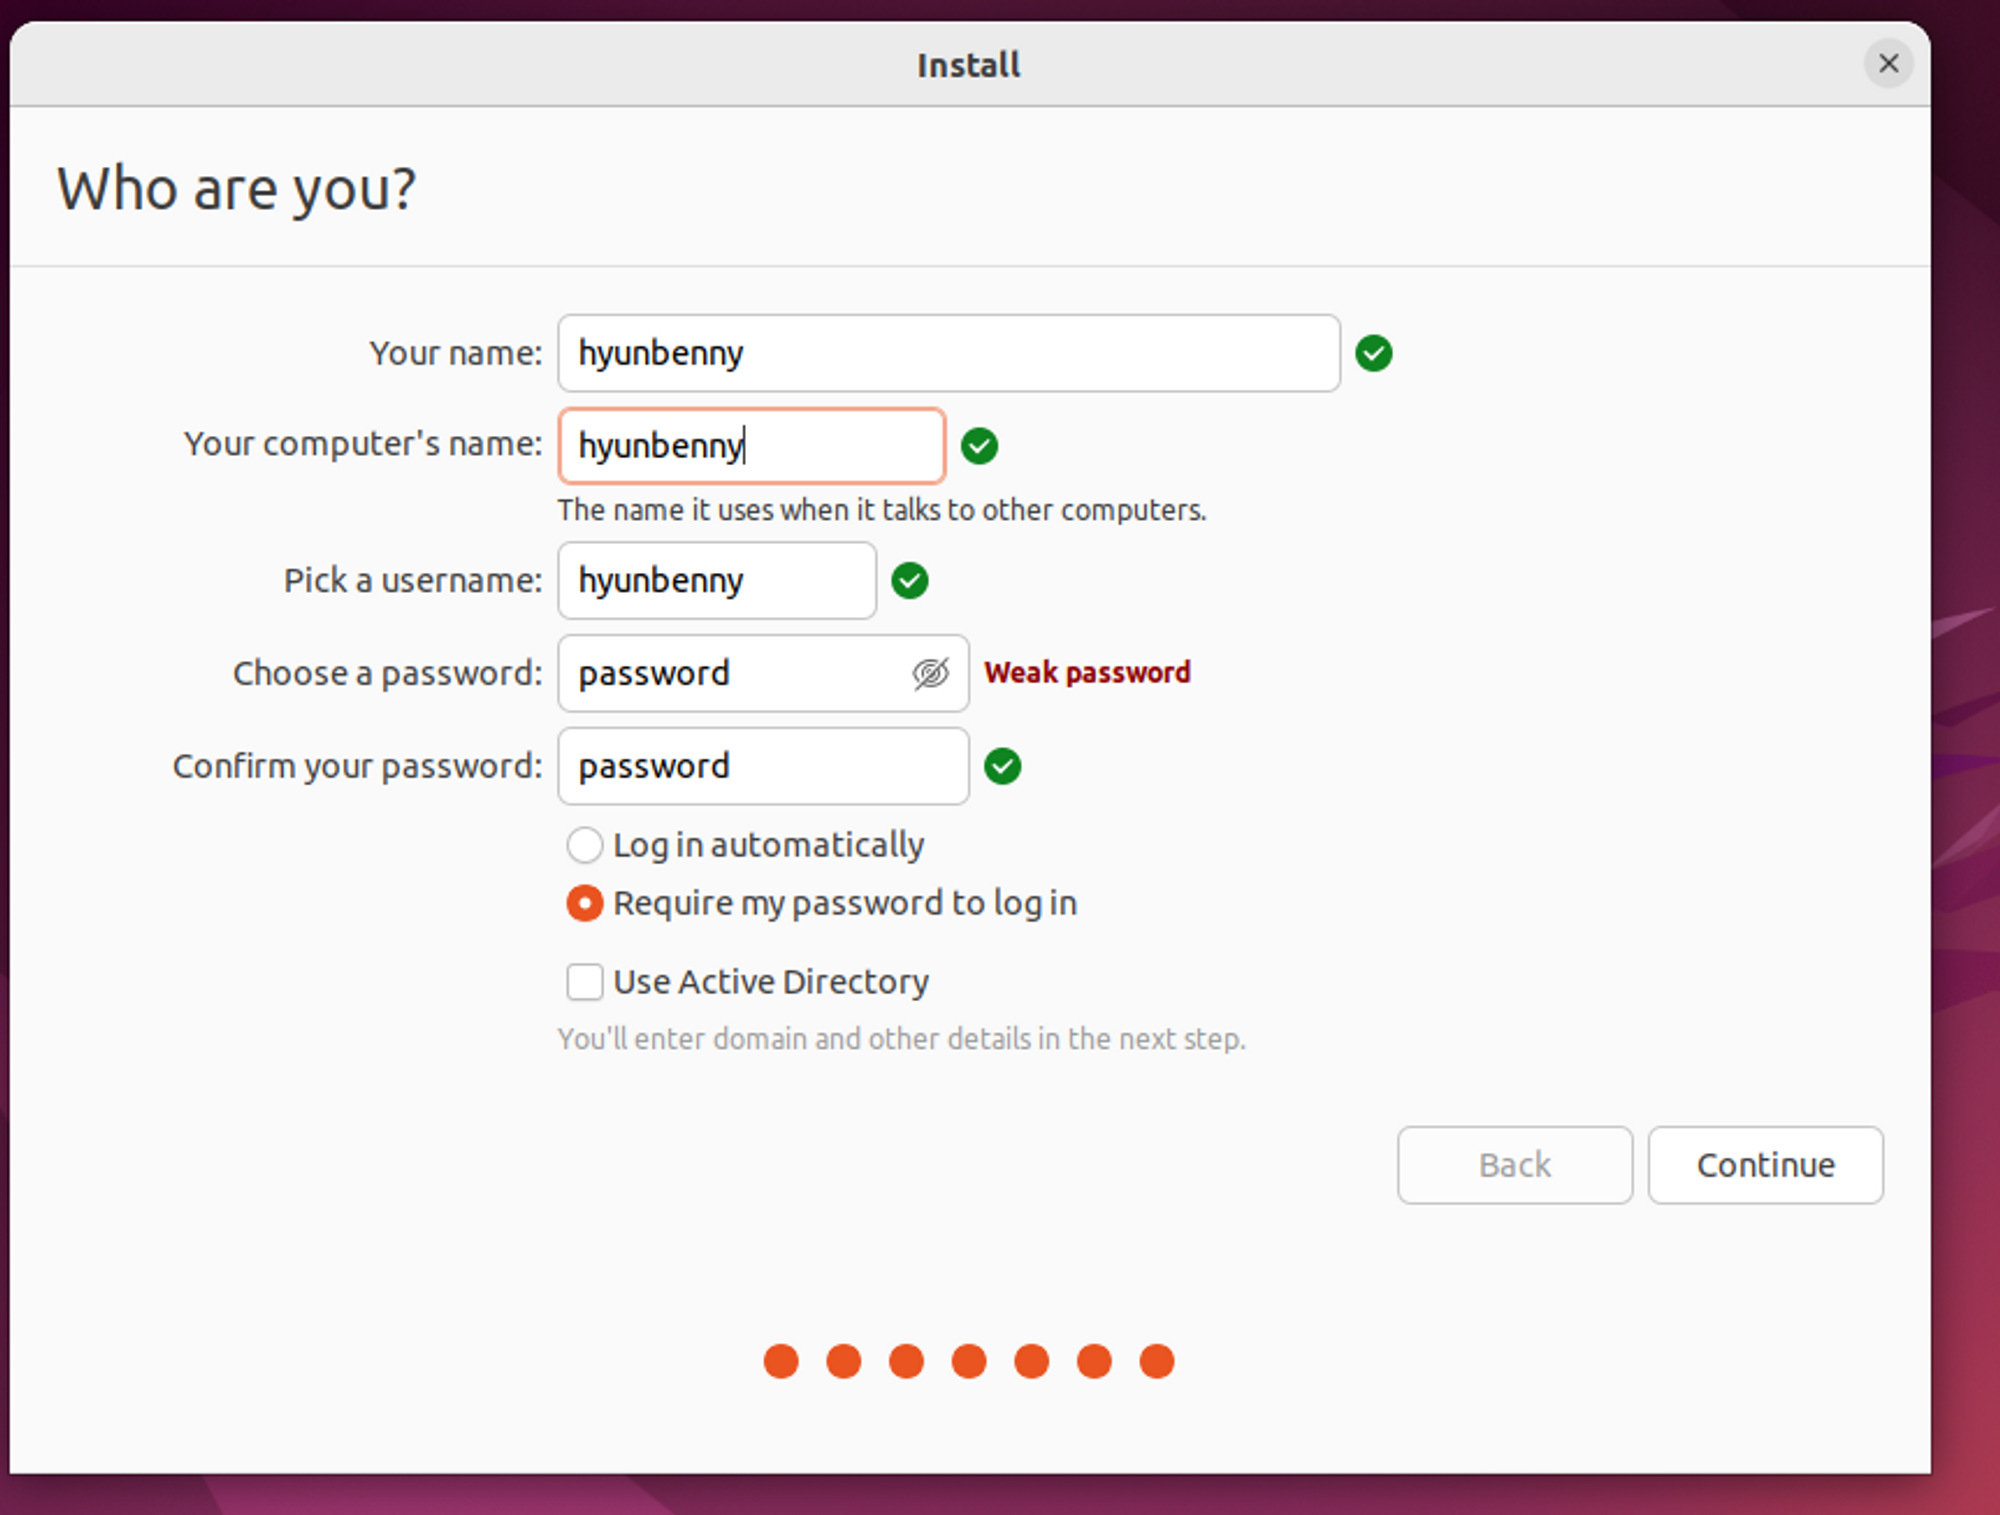 Install
Who are you?
Your name: hyunbenny
Your computer's name: hyunbenny
The name it uses when it talks to other computers.
Pick a username: hyunbenny
Choose a password: password Weak password
Confirm your password: password
Log in automatically
Require my password to log in
Use Active Directory
You'll enter domain and other details in the next step.
Back Continue